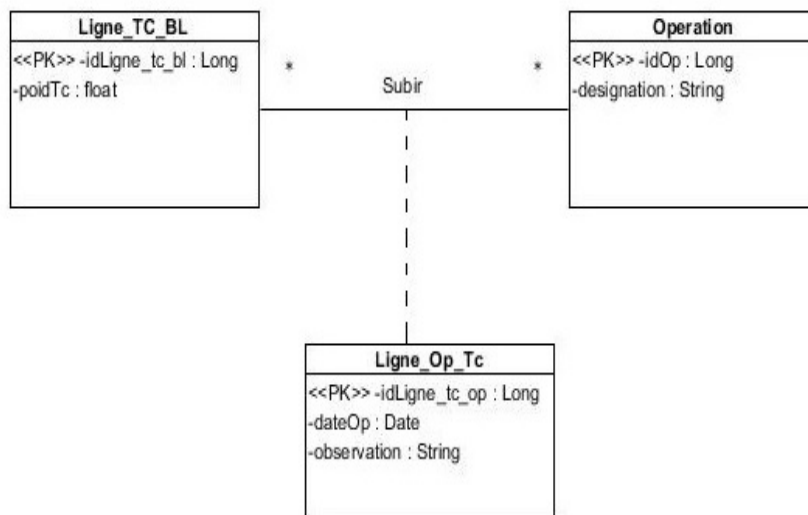 Ligne_TC_BL
<<PK>> -idLigne_tc_bl : Long
-poidTc : float
*
Subir
*
Operation
<<PK>> -idOp : Long
-designation : String
Ligne_Op_Tc
<<PK>> -idLigne_tc_op : Long
-dateOp : Date
-observation : String